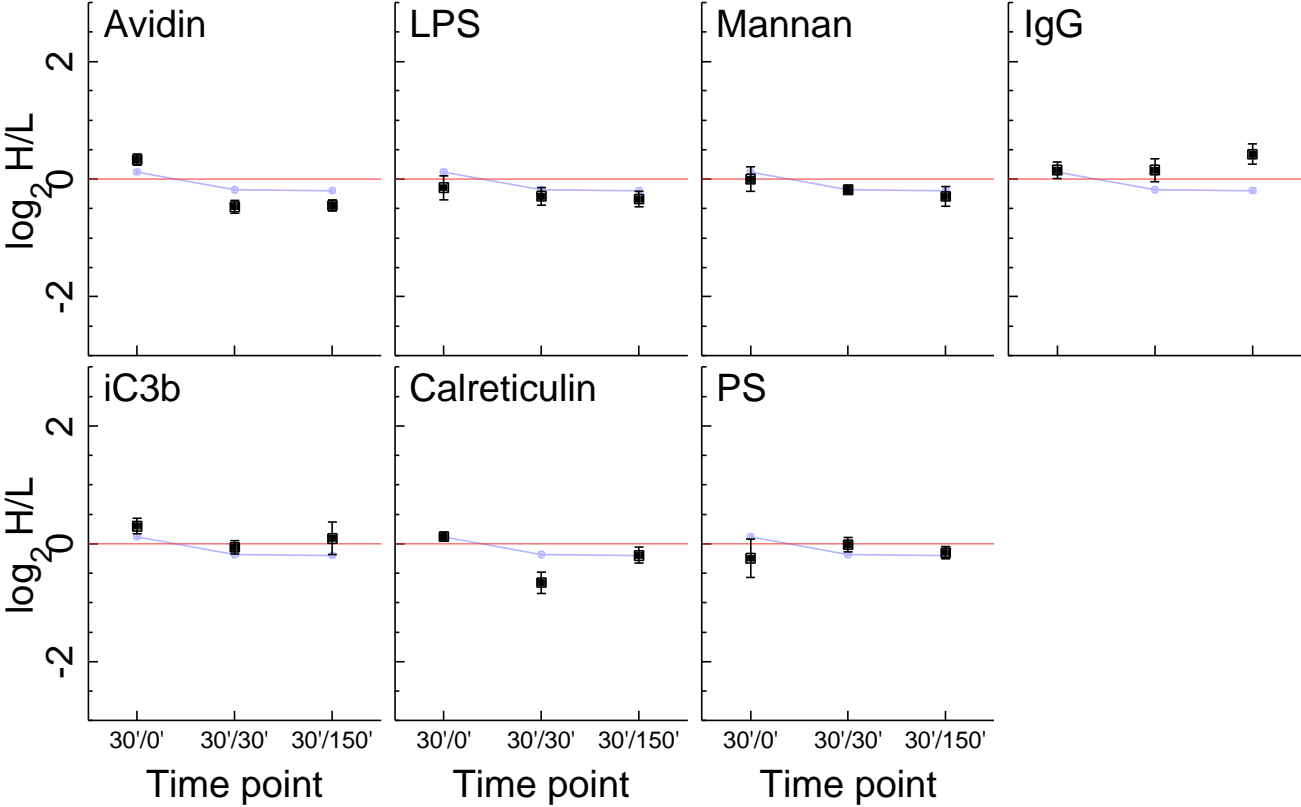 Avidin LPS Mannan IgG
log2 H/L
2
0
-2
iC3b Calreticulin PS
log2 H/L
2
0
-2
30'/0' 30'/30' 30'/150' 30'/0' 30'/30' 30'/150' 30'/0' 30'/30' 30'/150'
Time point Time point Time point